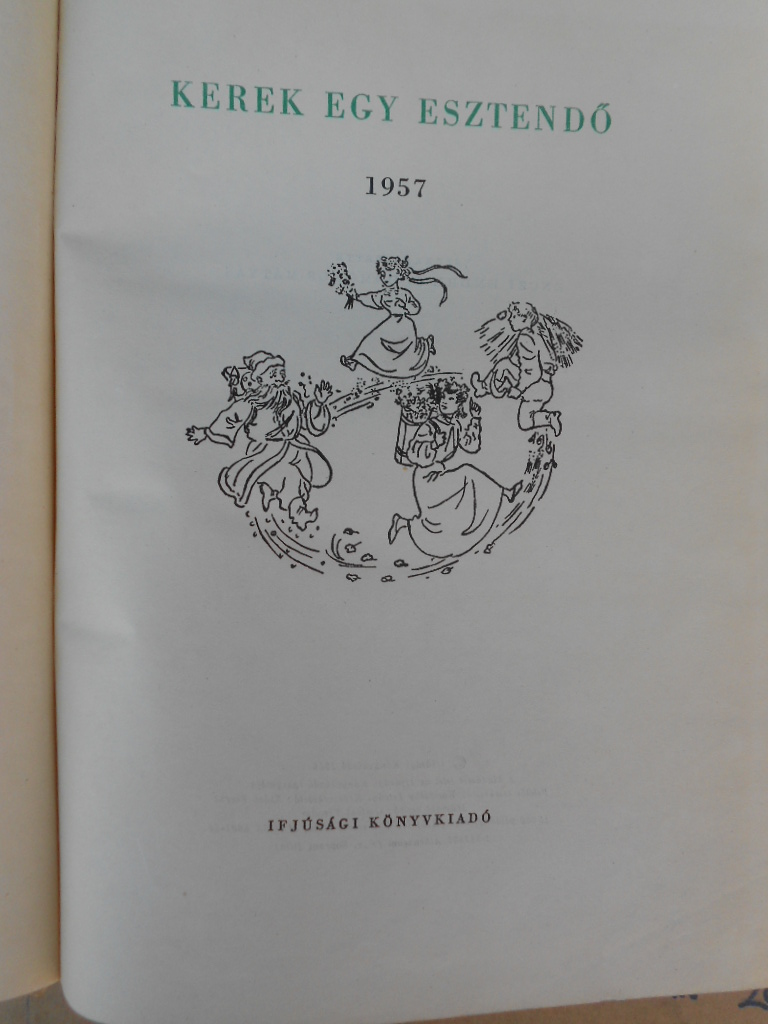 KEREK EGY ESZTENDŐ
1957
IFJÚSÁGI KÖNYVKIADÓ